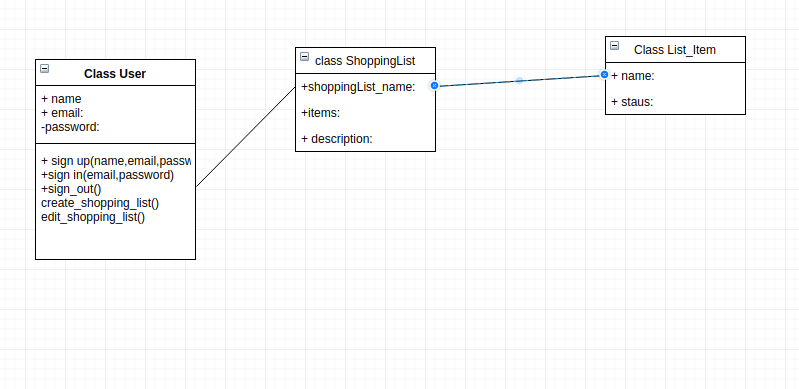 Class User
+ name
+ email:
-password:
+ sign up(name,email,passw
+sign in(email,password)
+sign_out()
create_shopping_list()
edit_shopping_list()
class ShoppingList
+shoppingList_name:
+items:
+ description:
Class List_Item
+ name:
+ staus: